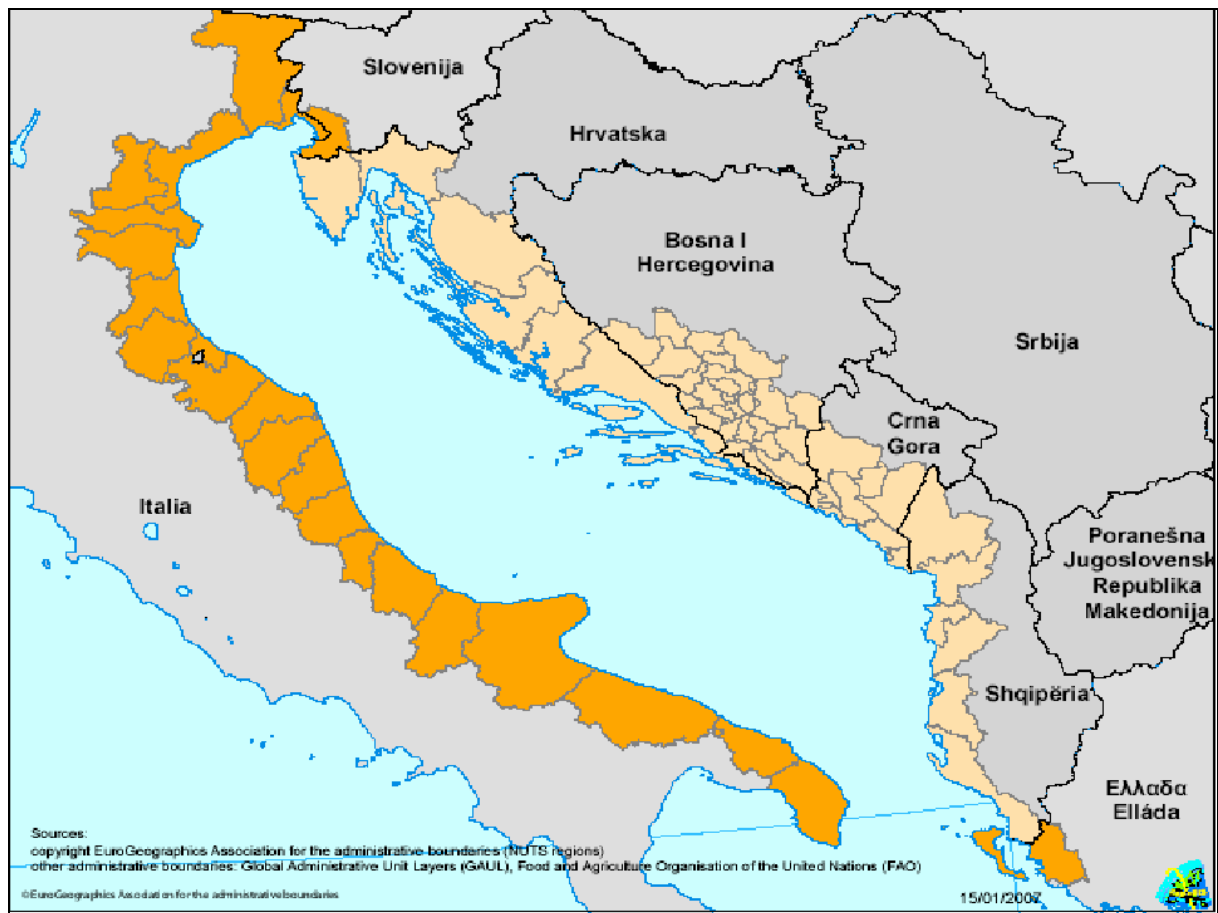 Slovenija
Hrvatska
Bosna I
Hercegovina
Srbija
Crna
Gora
Italia
Poranešna
Jugoslovensk
Republika
Makedonija
Shqipëria
Ελλαδα
Elláda
Sources:
copyright EuroGeographics Association for the administrative boundaries (NUTS regions)
other administrative boundaries: Global Administrative Unit Layers (GAUL), Food and Agriculture Organisation of the United Nations (FAO)
©EuroGeographics Association for the administrative boundaries
15/01/2007